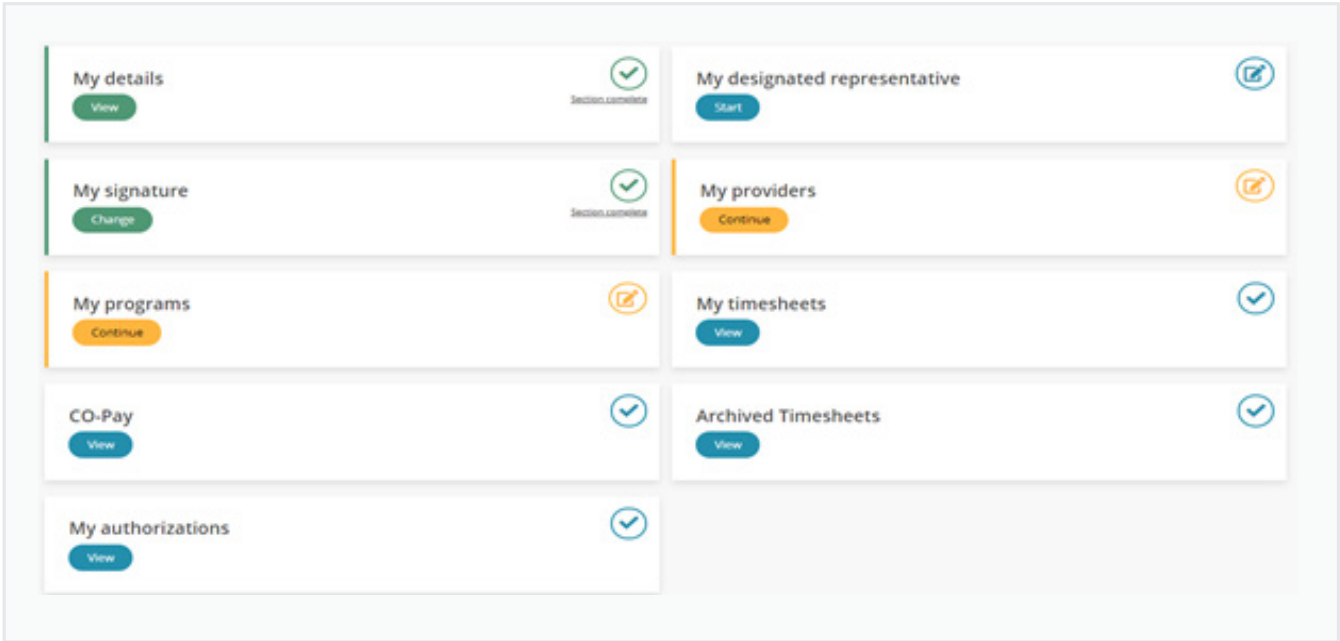 My details
View
Section complete
My designated representative
Start
My signature
Change
Section complete
My providers
Continue
My programs
Continue
My timesheets
View
CO-Pay
View
Archived Timesheets
View
My authorizations
View